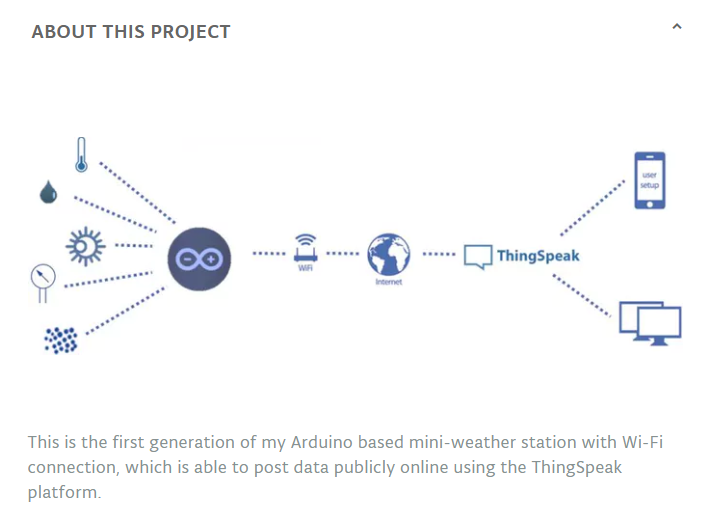 ABOUT THIS PROJECT
user
setup
WiFi
Internet
ThingSpeak
This is the first generation of my Arduino based mini-weather station with Wi-Fi
connection, which is able to post data publicly online using the ThingSpeak
platform.